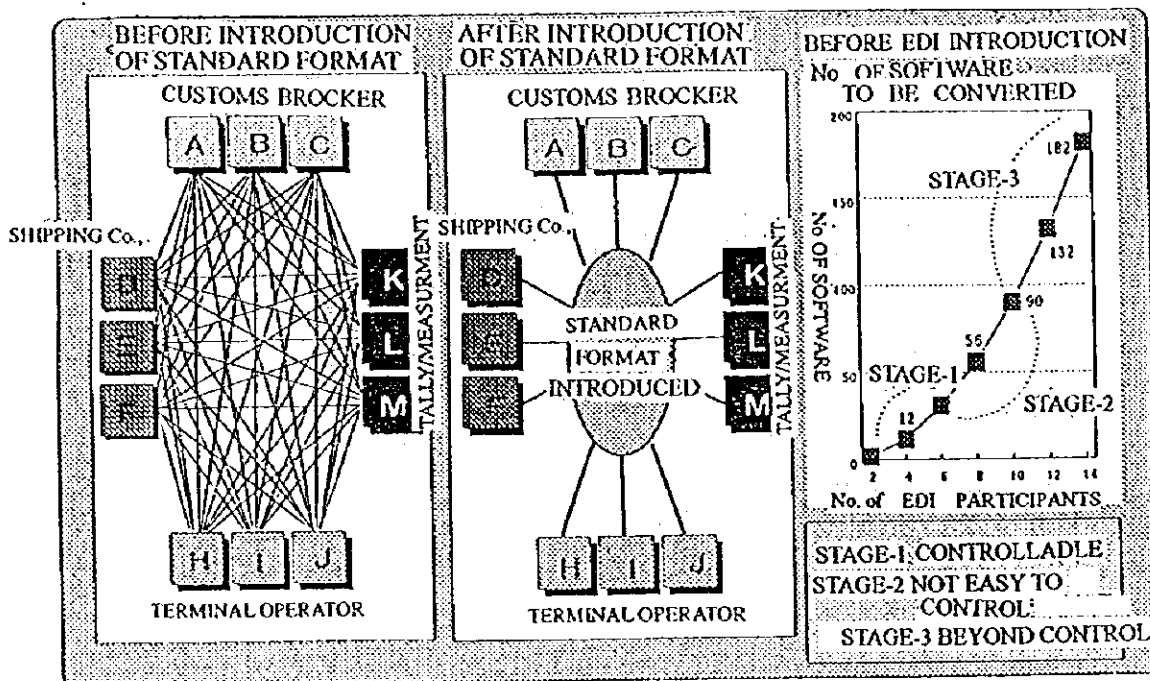 BEFORE INTRODUCTION
OF STANDARD FORMAT
CUSTOMS BROCKER
A B C
SHIPPING Co.,
D
E
F
K
L
M
TALLY/MEASURMENT
H I J
TERMINAL OPERATOR
AFTER INTRODUCTION
OF STANDARD FORMAT
CUSTOMS BROCKER
A B C
SHIPPING Co.,
STANDARD
FORMAT
INTRODUCED
K
L
M
TALLY/MEASURMENT
H I J
TERMINAL OPERATOR
BEFORE EDI INTRODUCTION
No OF SOFTWARE
TO BE CONVERTED
200
150
100
50
0
No OF SOFTWARE
182
STAGE-3
132
90
56
STAGE-1
12
STAGE-2
2 4 6 8 10 12 14
No. of EDI PARTICIPANTS
STAGE-1 CONTROLLADLE
STAGE-2 NOT EASY TO
CONTROL
STAGE-3 BEYOND CONTROL